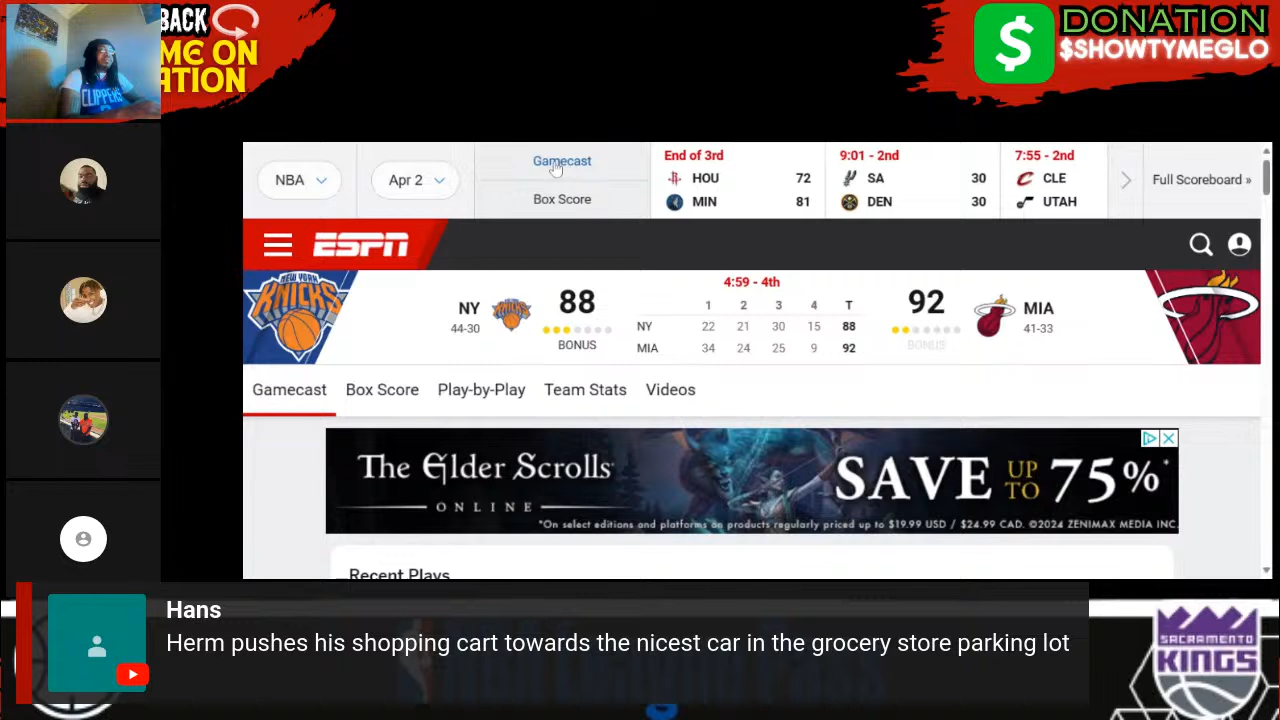 BACK
ME ON
ATION
CLIPPERS
DONATION
$SHOWTYMEGLO
NBA
Apr 2
Gamecast
Box Score
End of 3rd
HOU 72
MIN 81
9:01 - 2nd
SA 30
DEN 30
7:55 - 2nd
CLE
UTAH
Full Scoreboard »
ESPN
NEW YORK
KNICKS
NY
44-30
88
BONUS
4:59 - 4th
1 2 3 4 T
NY 22 21 30 15 88
MIA 34 24 25 9 92
92
BONUS
MIA
41-33
Gamecast Box Score Play-by-Play Team Stats Videos
The Elder Scrolls
ONLINE
SAVE UP TO 75%*
*On select editions and platforms on products regularly priced up to $19.99 USD / $24.99 CAD. ©2024 ZENIMAX MEDIA INC.
Recent Plays
Hans
Herm pushes his shopping cart towards the nicest car in the grocery store parking lot
SACRAMENTO
KINGS